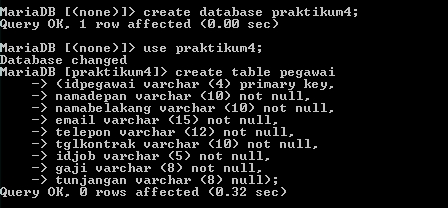 MariaDB [(none)]> create database praktikum4;
Query OK, 1 row affected (0.00 sec)
MariaDB [(none)]> use praktikum4;
Database changed
MariaDB [praktikum4]> create table pegawai
    -> (idpegawai varchar (4) primary key,
    -> namadepan varchar (10) not null,
    -> namabelakang varchar (10) not null,
    -> email varchar (15) not null,
    -> telepon varchar (12) not null,
    -> tglkontrak varchar (10) not null,
    -> idjob varchar (5) not null,
    -> gaji varchar (8) not null,
    -> tunjangan varchar (8) null);
Query OK, 0 rows affected (0.32 sec)